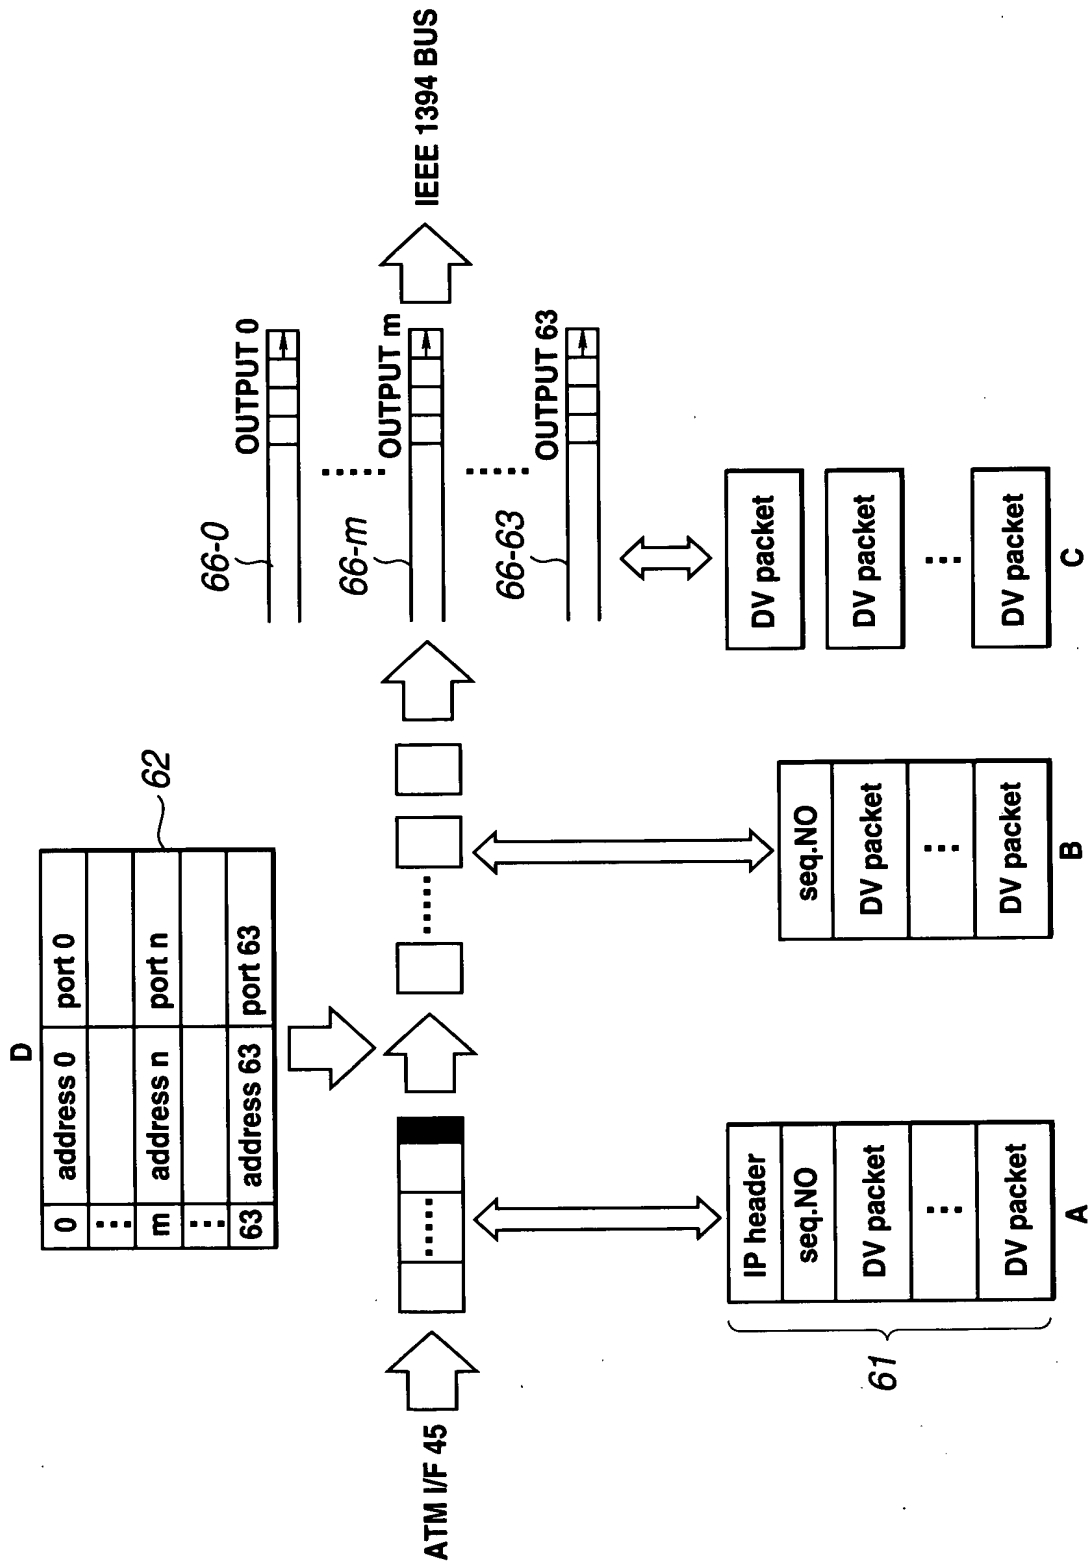 D
0 address 0 port 0
m address n port n
63 address 63 port 63
62
ATM I/F 45
66-0
OUTPUT 0
66-m
OUTPUT m
66-63
OUTPUT 63
IEEE 1394 BUS
61
IP header
seq.NO
DV packet
DV packet
A
seq.NO
DV packet
DV packet
B
DV packet
DV packet
DV packet
C